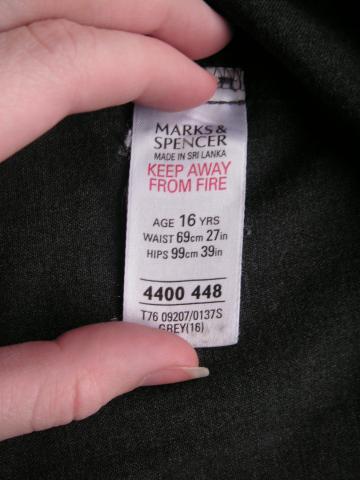 MARKS &
SPENCER
MADE IN SRI LANKA
KEEP AWAY
FROM FIRE
AGE 16 YRS
WAIST 69cm 27in
HIPS 99cm 39in
4400 448
T76 09207/0137S
GREY(16)